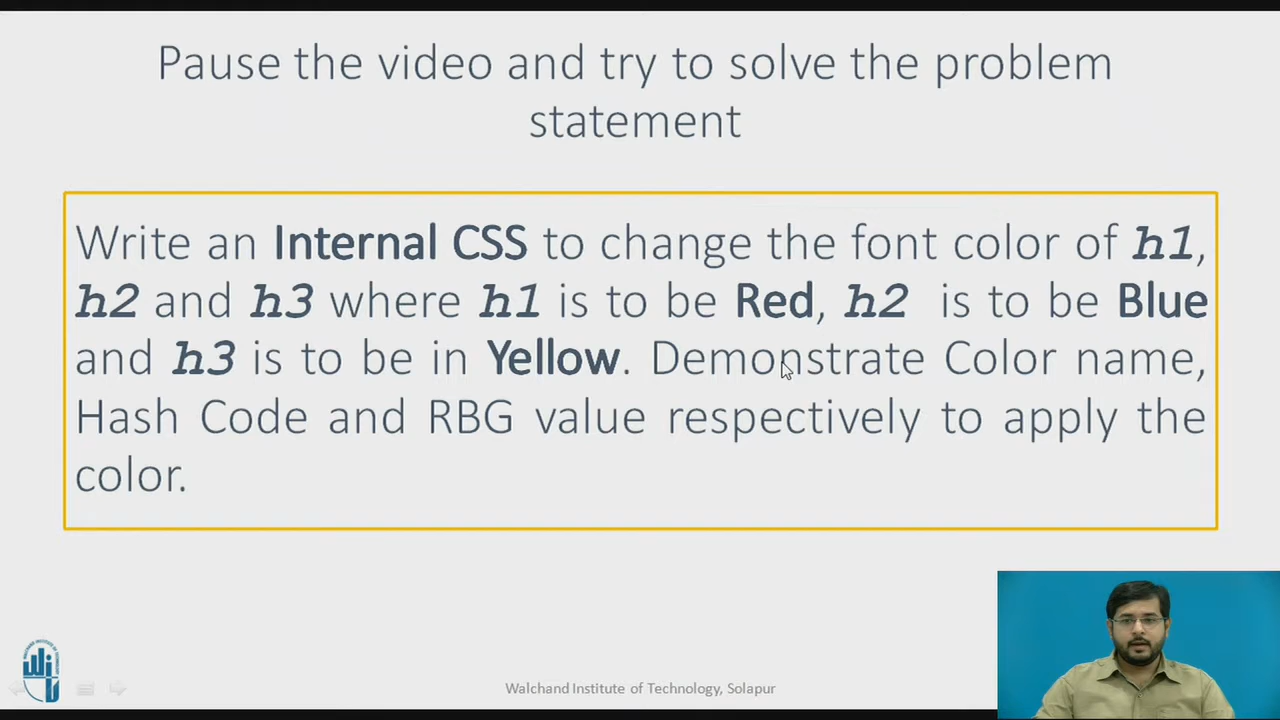 Pause the video and try to solve the problem
statement
Write an Internal CSS to change the font color of h1,
h2 and h3 where h1 is to be Red, h2 is to be Blue
and h3 is to be in Yellow. Demonstrate Color name,
Hash Code and RBG value respectively to apply the
color.
Walchand Institute of Technology, Solapur